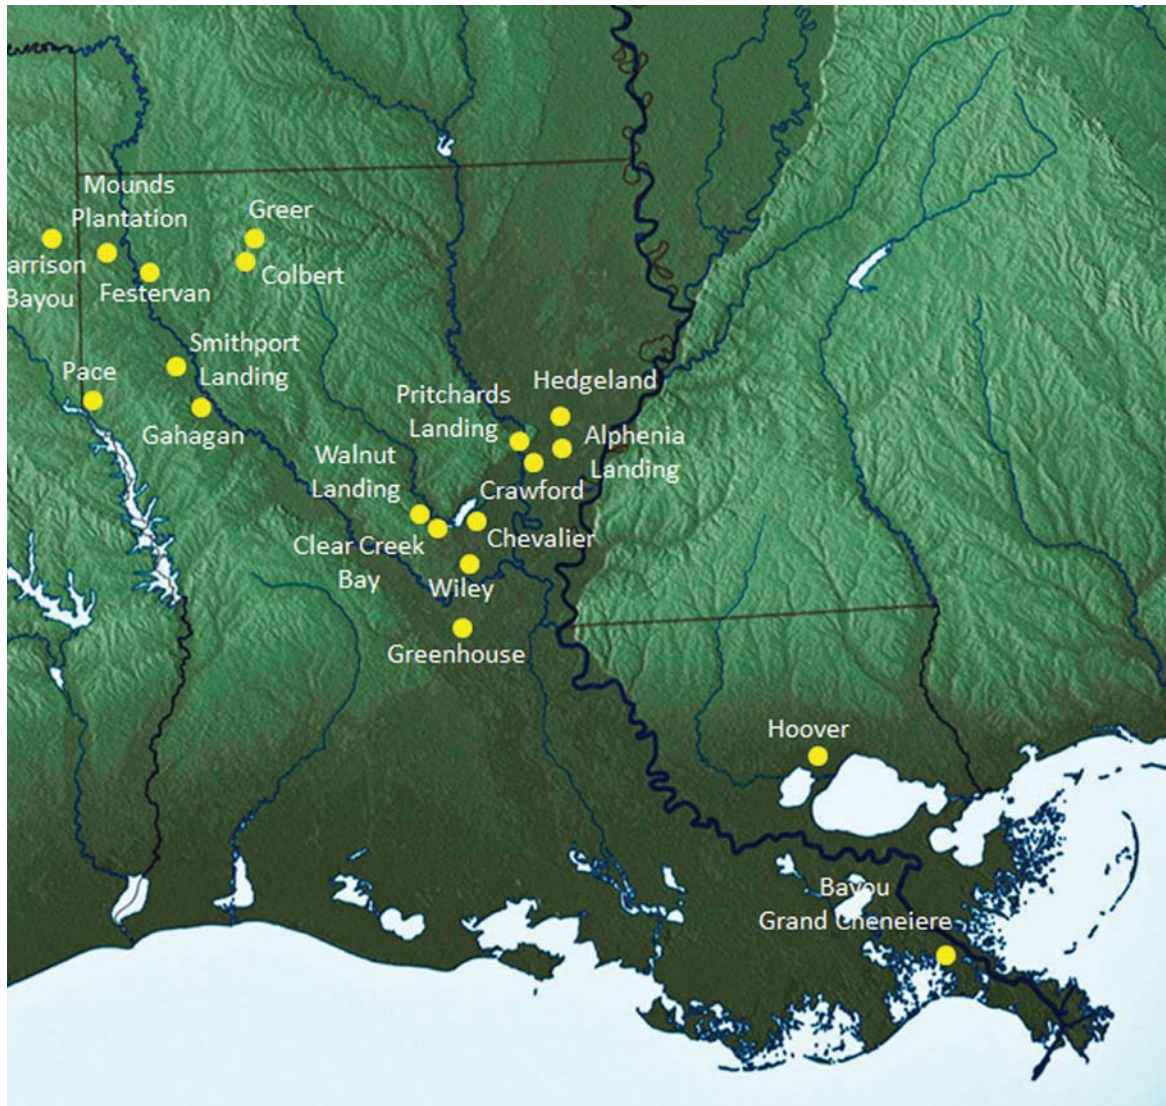 Mounds
Plantation
Greer
arrison
Bayou
Festervan
Colbert
Smithport
Landing
Pace
Gahagan
Hedgeland
Pritchards
Landing
Alphenia
Landing
Walnut
Landing
Crawford
Clear Creek
Bay
Chevalier
Wiley
Greenhouse
Hoover
Bayou
Grand Cheneiere